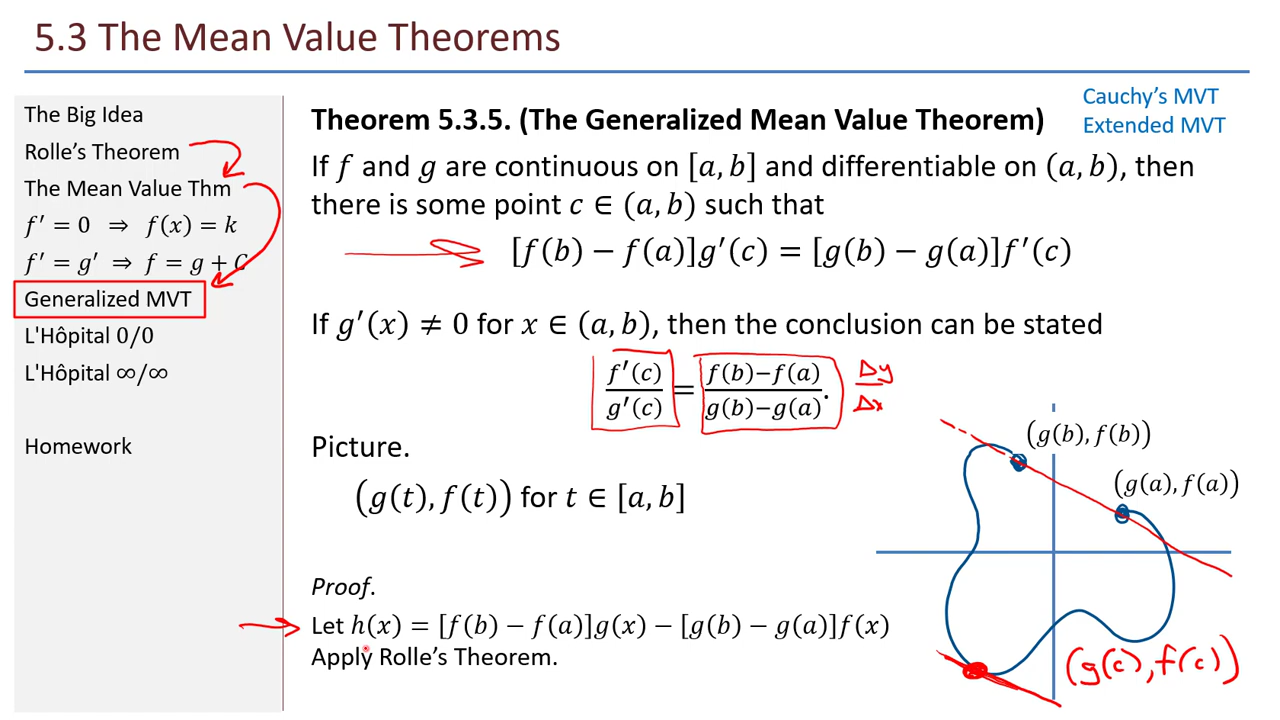 5.3 The Mean Value Theorems
The Big Idea
Rolle's Theorem
The Mean Value Thm
f′ = 0 ⇒ f(x) = k
f′ = g′ ⇒ f = g + C
Generalized MVT
L'Hôpital 0/0
L'Hôpital ∞/∞
Homework
Theorem 5.3.5. (The Generalized Mean Value Theorem)
Cauchy's MVT
Extended MVT
If f and g are continuous on [a, b] and differentiable on (a, b), then
there is some point c ∈ (a, b) such that
[f(b) − f(a)]g′(c) = [g(b) − g(a)]f′(c)
If g′(x) ≠ 0 for x ∈ (a, b), then the conclusion can be stated
f′(c)/g′(c) = f(b)−f(a)/g(b)−g(a). Δy/Δx
Picture.
(g(t), f(t)) for t ∈ [a, b]
(g(b), f(b))
(g(a), f(a))
(g(c), f(c))
Proof.
Let h(x) = [f(b) − f(a)]g(x) − [g(b) − g(a)]f(x)
Apply Rolle's Theorem.